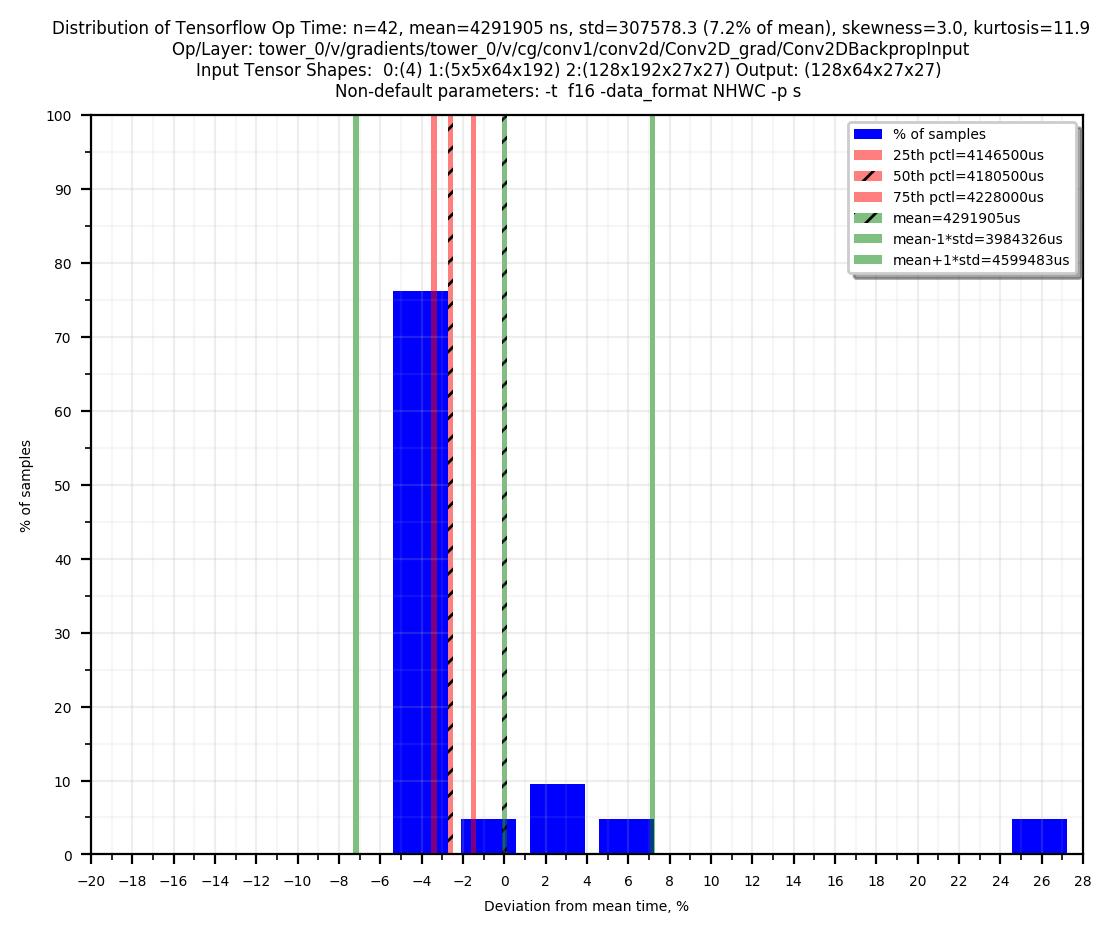 Distribution of Tensorflow Op Time: n=42, mean=4291905 ns, std=307578.3 (7.2% of mean), skewness=3.0, kurtosis=11.9
Op/Layer: tower_0/v/gradients/tower_0/v/cg/conv1/conv2d/Conv2D_grad/Conv2DBackpropInput
Input Tensor Shapes:  0:(4) 1:(5x5x64x192) 2:(128x192x27x27) Output: (128x64x27x27)
Non-default parameters: -t  f16 -data_format NHWC -p s
% of samples
25th pctl=4146500us
50th pctl=4180500us
75th pctl=4228000us
mean=4291905us
mean-1*std=3984326us
mean+1*std=4599483us
100
90
80
70
60
50
40
30
20
10
0
% of samples
−20 −18 −16 −14 −12 −10 −8 −6 −4 −2 0 2 4 6 8 10 12 14 16 18 20 22 24 26 28
Deviation from mean time, %